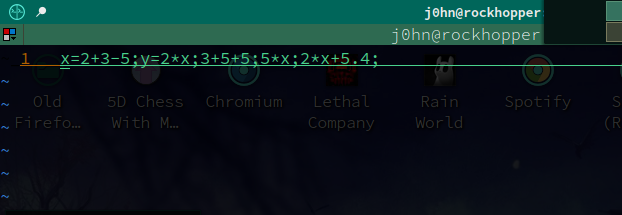 j0hn@rockhopper
j0hn@rockhopper
1 x=2+3-5;y=2*x;3+5+5;5*x;2*x+5.4;
~
~
~
~
~
~
Old Firefo… 5D Chess With M… Chromium Lethal Company Rain World Spotify S (R